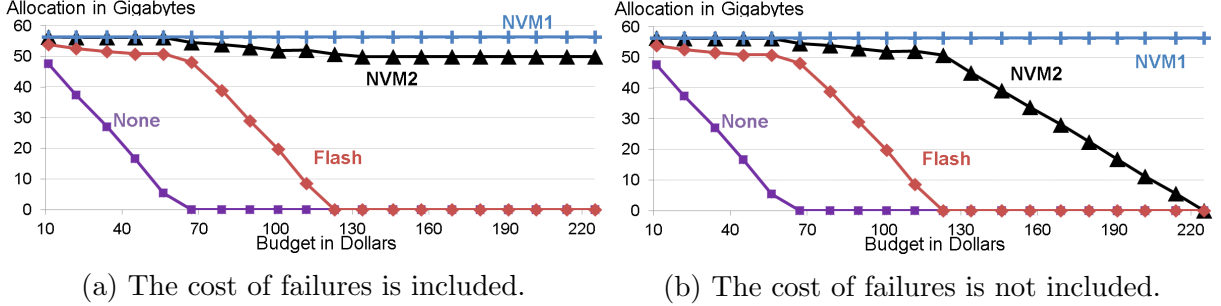 Allocation in Gigabytes
60
50
40
30
20
10
0
NVM1
NVM2
None
Flash
10 40 70 100 130 160 190 220
Budget in Dollars
(a) The cost of failures is included.
Allocation in Gigabytes
60
50
40
30
20
10
0
NVM1
NVM2
None
Flash
10 40 70 100 130 160 190 220
Budget in Dollars
(b) The cost of failures is not included.